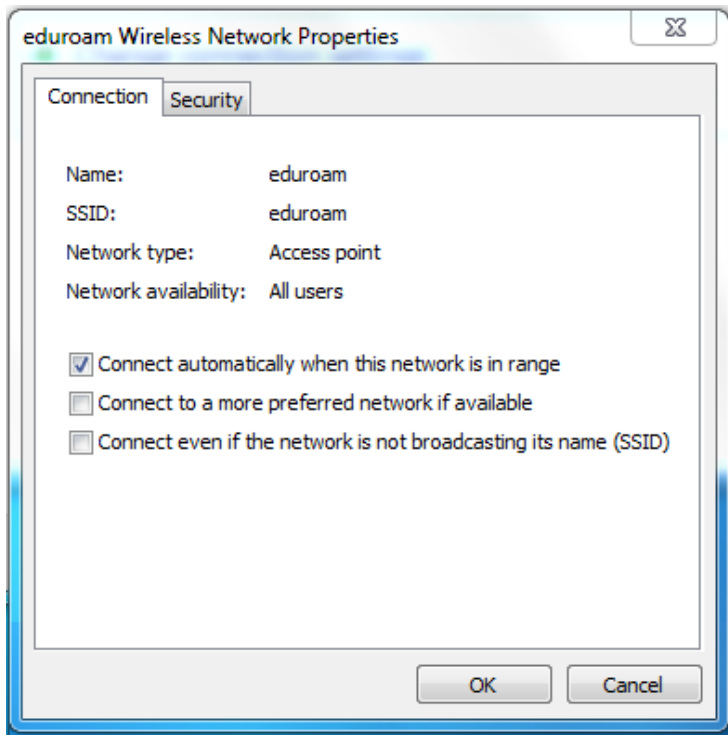 eduroam Wireless Network Properties
Connection Security
Name: eduroam
SSID: eduroam
Network type: Access point
Network availability: All users
Connect automatically when this network is in range
Connect to a more preferred network if available
Connect even if the network is not broadcasting its name (SSID)
OK Cancel